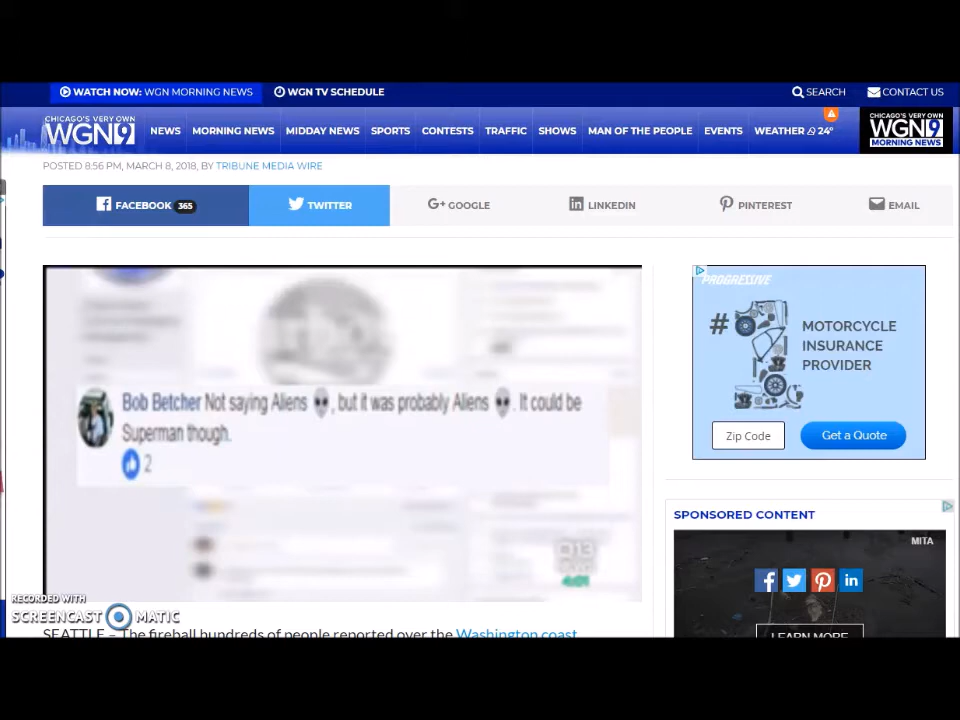 WATCH NOW: WGN MORNING NEWS
WGN TV SCHEDULE
SEARCH
CONTACT US
CHICAGO'S VERY OWN
WGN9
NEWS
MORNING NEWS
MIDDAY NEWS
SPORTS
CONTESTS
TRAFFIC
SHOWS
MAN OF THE PEOPLE
EVENTS
WEATHER
24°
CHICAGO'S VERY OWN
WGN9
MORNING NEWS
POSTED 8:56 PM, MARCH 8, 2018, BY TRIBUNE MEDIA WIRE
FACEBOOK 365
TWITTER
G+ GOOGLE
LINKEDIN
PINTEREST
EMAIL
PROGRESSIVE
#
MOTORCYCLE
INSURANCE
PROVIDER
Zip Code
Get a Quote
Bob Betcher Not saying Aliens 👽, but it was probably Aliens 👽. It could be
Superman though.
2
4:01
SPONSORED CONTENT
MITA
LEARN MORE
RECORDED WITH
SCREENCAST MATIC
SEATTLE – The fireball hundreds of people reported over the Washington coast